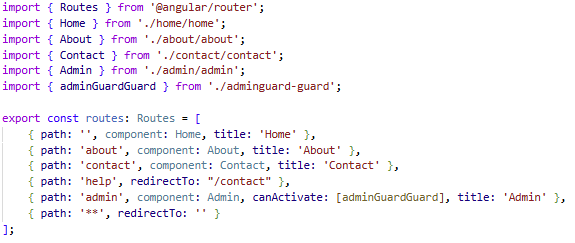 import { Routes } from '@angular/router';
import { Home } from './home/home';
import { About } from './about/about';
import { Contact } from './contact/contact';
import { Admin } from './admin/admin';
import { adminGuardGuard } from './adminguard-guard';

export const routes: Routes = [
    { path: '', component: Home, title: 'Home' },
    { path: 'about', component: About, title: 'About' },
    { path: 'contact', component: Contact, title: 'Contact' },
    { path: 'help', redirectTo: "/contact" },
    { path: 'admin', component: Admin, canActivate: [adminGuardGuard], title: 'Admin' },
    { path: '**', redirectTo: '' }
];